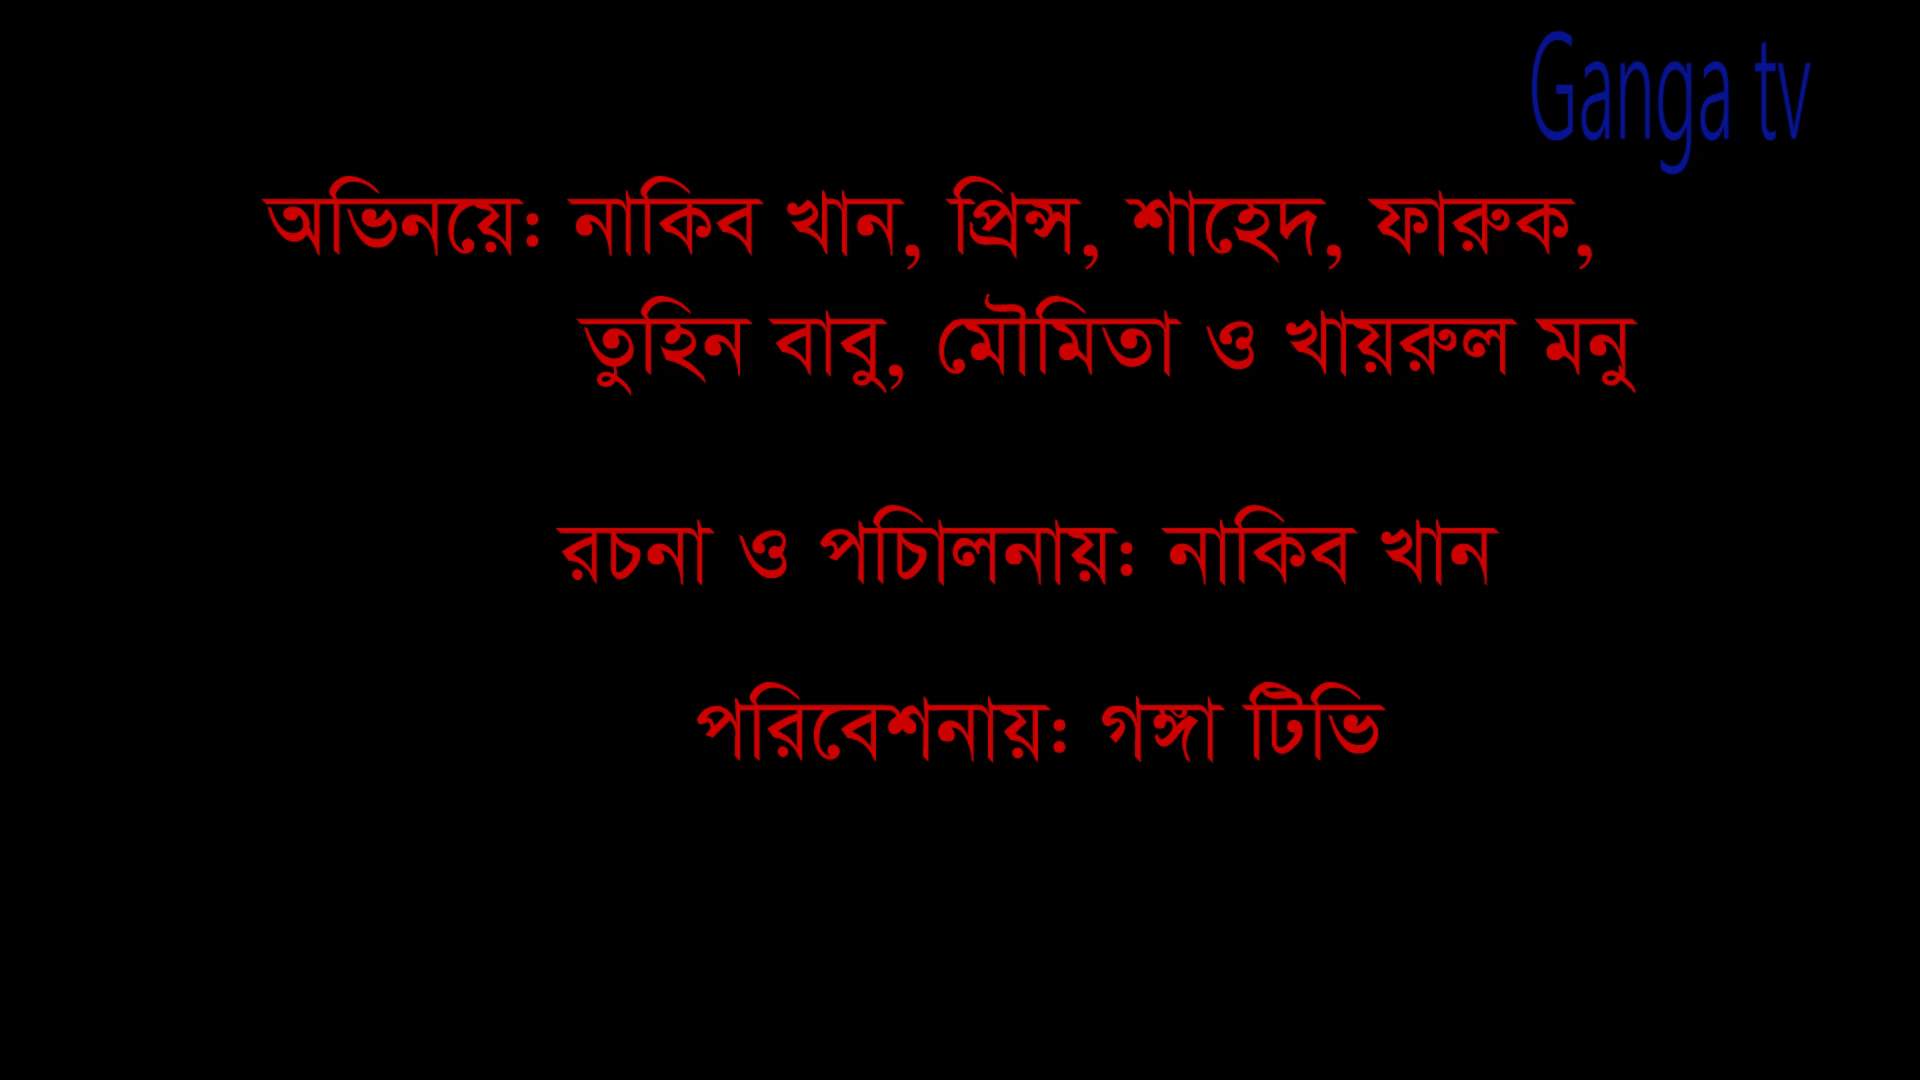 Ganga tv
অভিনয়ে: নাকিব খান, প্রিন্স, শাহেদ, ফারুক,
তুহিন বাবু, মৌমিতা ও খায়রুল মনু
রচনা ও পচিালনায়: নাকিব খান
পরিবেশনায়: গঙ্গা টিভি